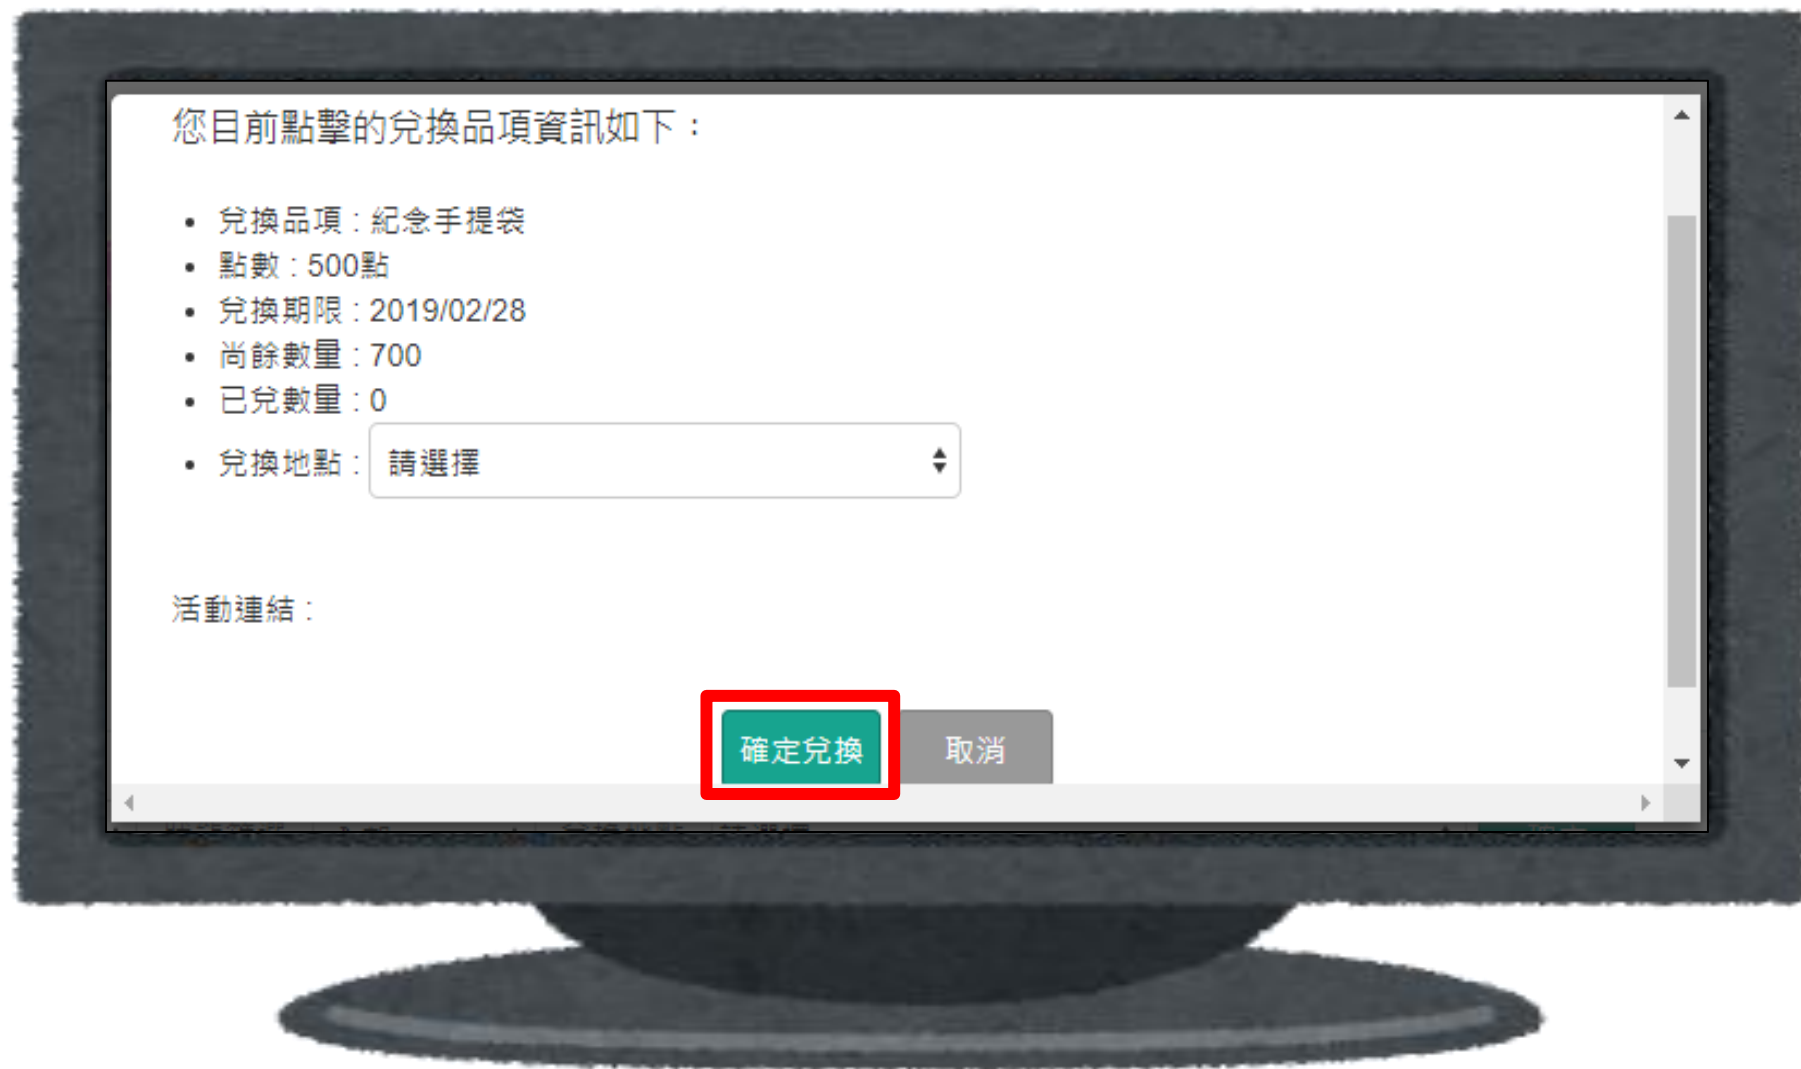 您目前點擊的兌換品項資訊如下：
• 兌換品項 : 紀念手提袋
• 點數 : 500點
• 兌換期限 : 2019/02/28
• 尚餘數量 : 700
• 已兌數量 : 0
• 兌換地點 : 請選擇
活動連結 :
確定兌換 取消